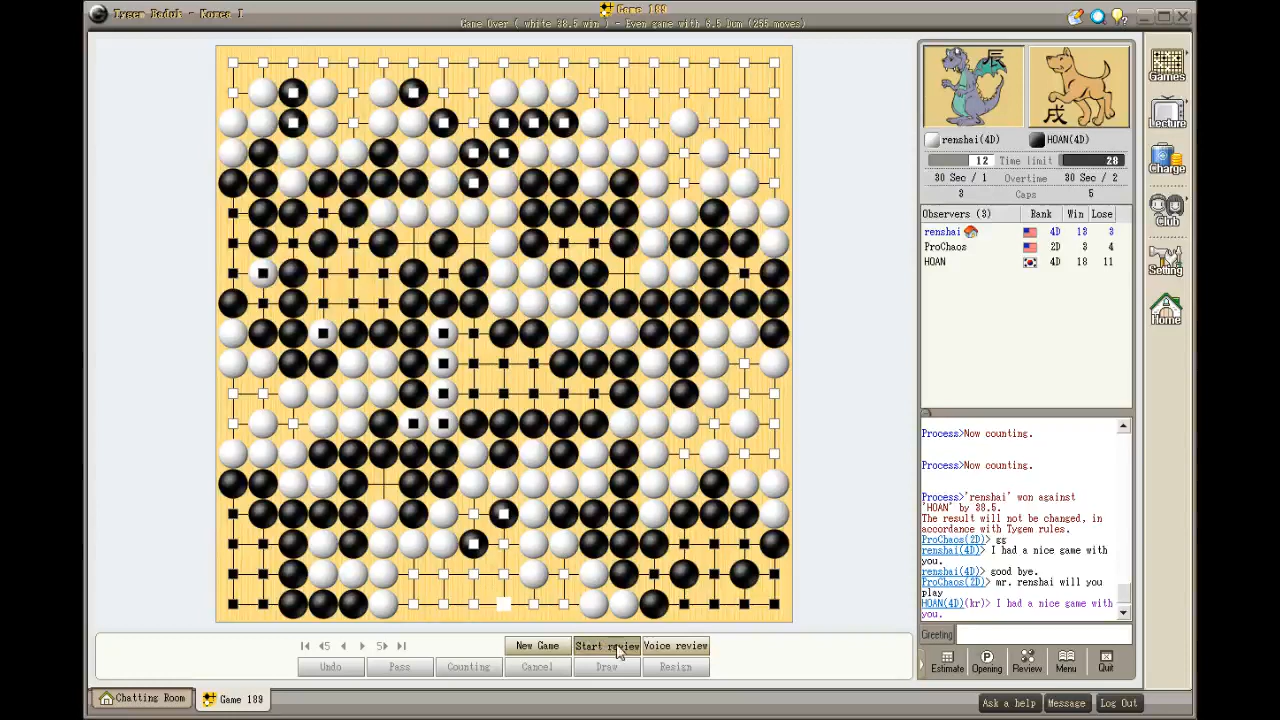 Tygem Baduk - Korea I
Game 189
Game Over ( white 38.5 win ) - Even game with 6.5 Dum (255 moves)
辰
戌
renshai(4D)
HOAN(4D)
12 Time limit 28
30 Sec / 1 Overtime 30 Sec / 2
3 Caps 5
Observers (3) Rank Win Lose
renshai 4D 13 3
ProChaos 2D 3 4
HOAN 4D 18 11
Process>Now counting.
Process>Now counting.
Process>'renshai' won against
'HOAN' by 38.5.
The result will not be changed, in
accordance with Tygem rules.
ProChaos(2D)> gg
renshai(4D)> I had a nice game with
you.
renshai(4D)> good bye.
ProChaos(2D)> mr. renshai will you
play
HOAN(4D)(kr)> I had a nice game with
you.
Greeting
Games
Lecture
Charge
Club
Setting
Home
5 5
New Game Start review Voice review
Undo Pass Counting Cancel Draw Resign
Estimate Opening Review Menu Quit
Chatting Room Game 189
Ask a help Message Log Out